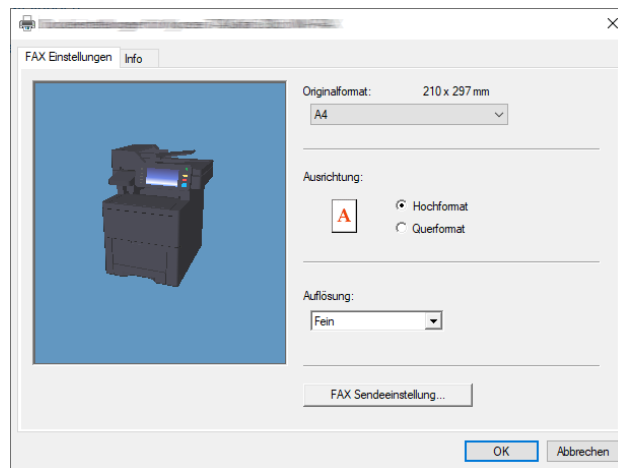 FAX Einstellungen
Info
Originalformat: 210 x 297 mm
A4
Ausrichtung:
A
Hochformat
Querformat
Auflösung:
Fein
FAX Sendeeinstellung...
OK
Abbrechen